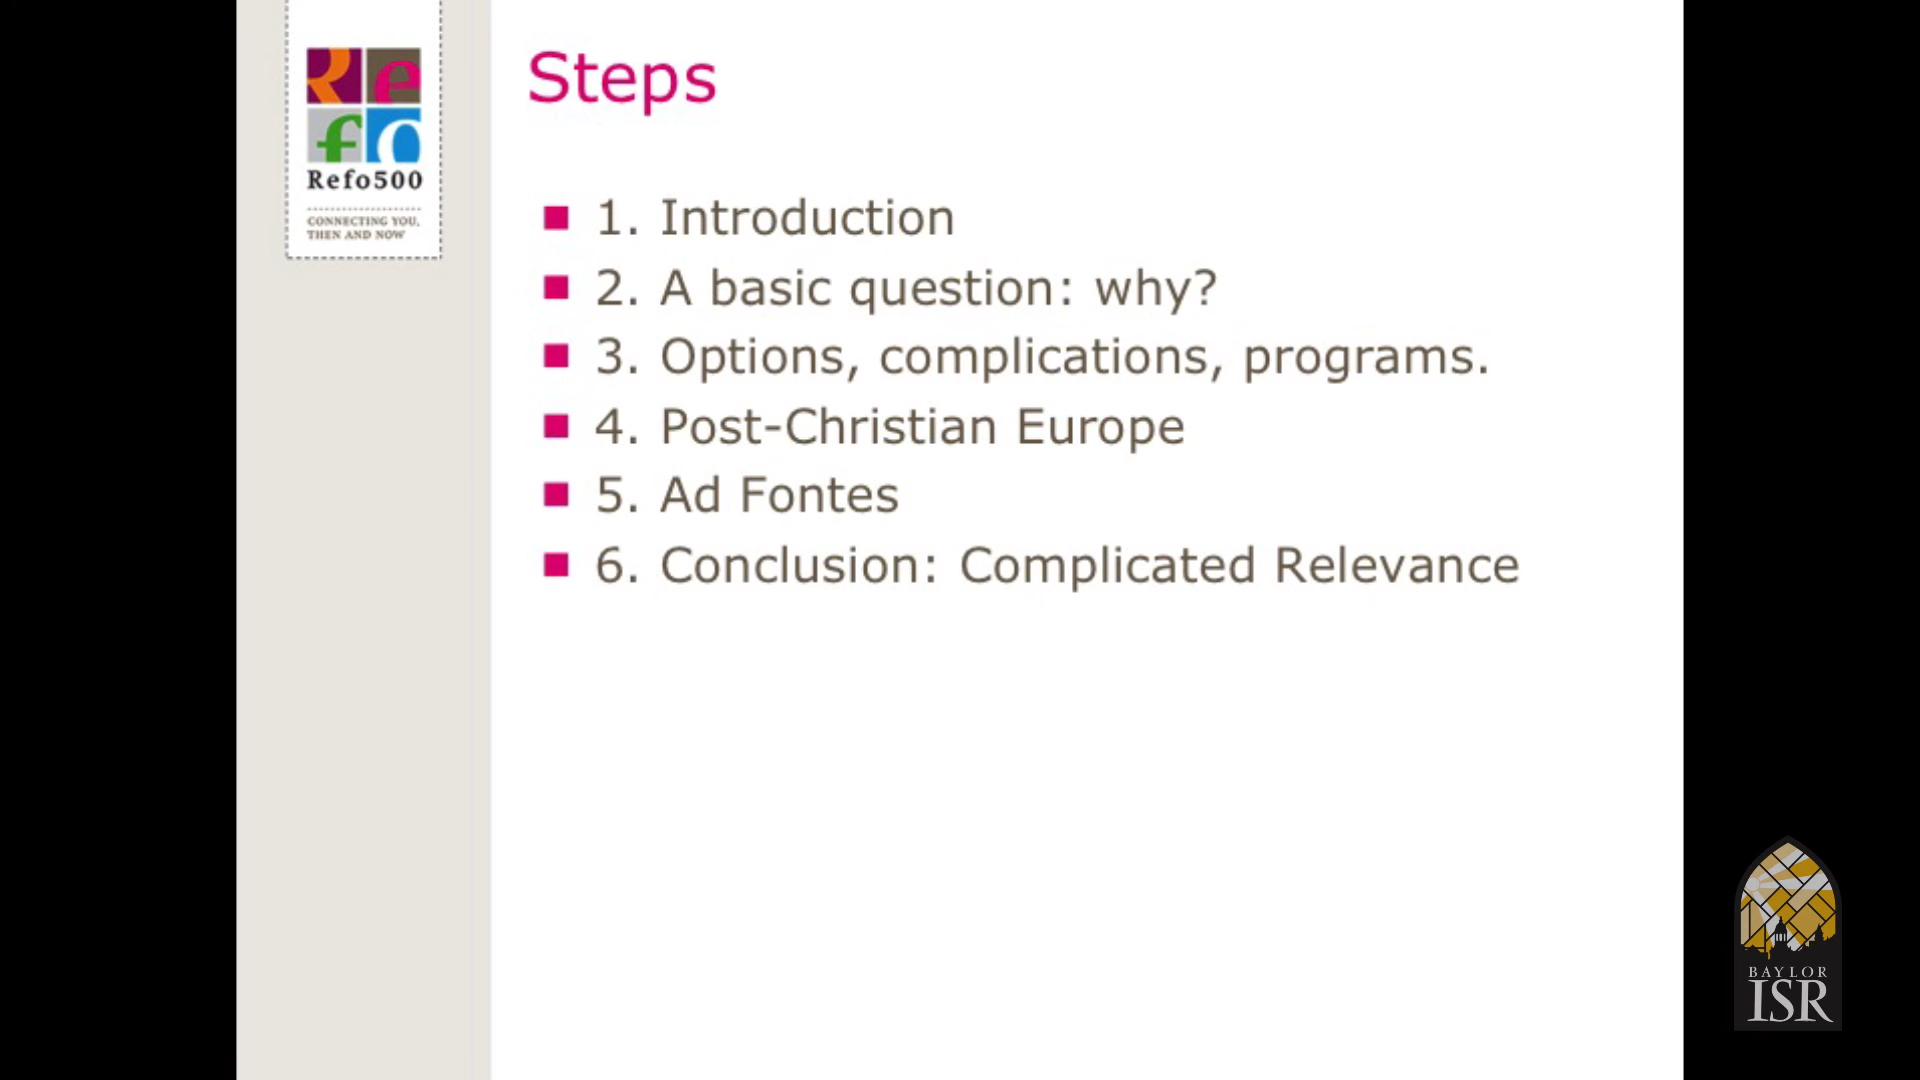 Refo
Refo500
CONNECTING YOU,
THEN AND NOW
Steps
1. Introduction
2. A basic question: why?
3. Options, complications, programs.
4. Post-Christian Europe
5. Ad Fontes
6. Conclusion: Complicated Relevance
BAYLOR
ISR